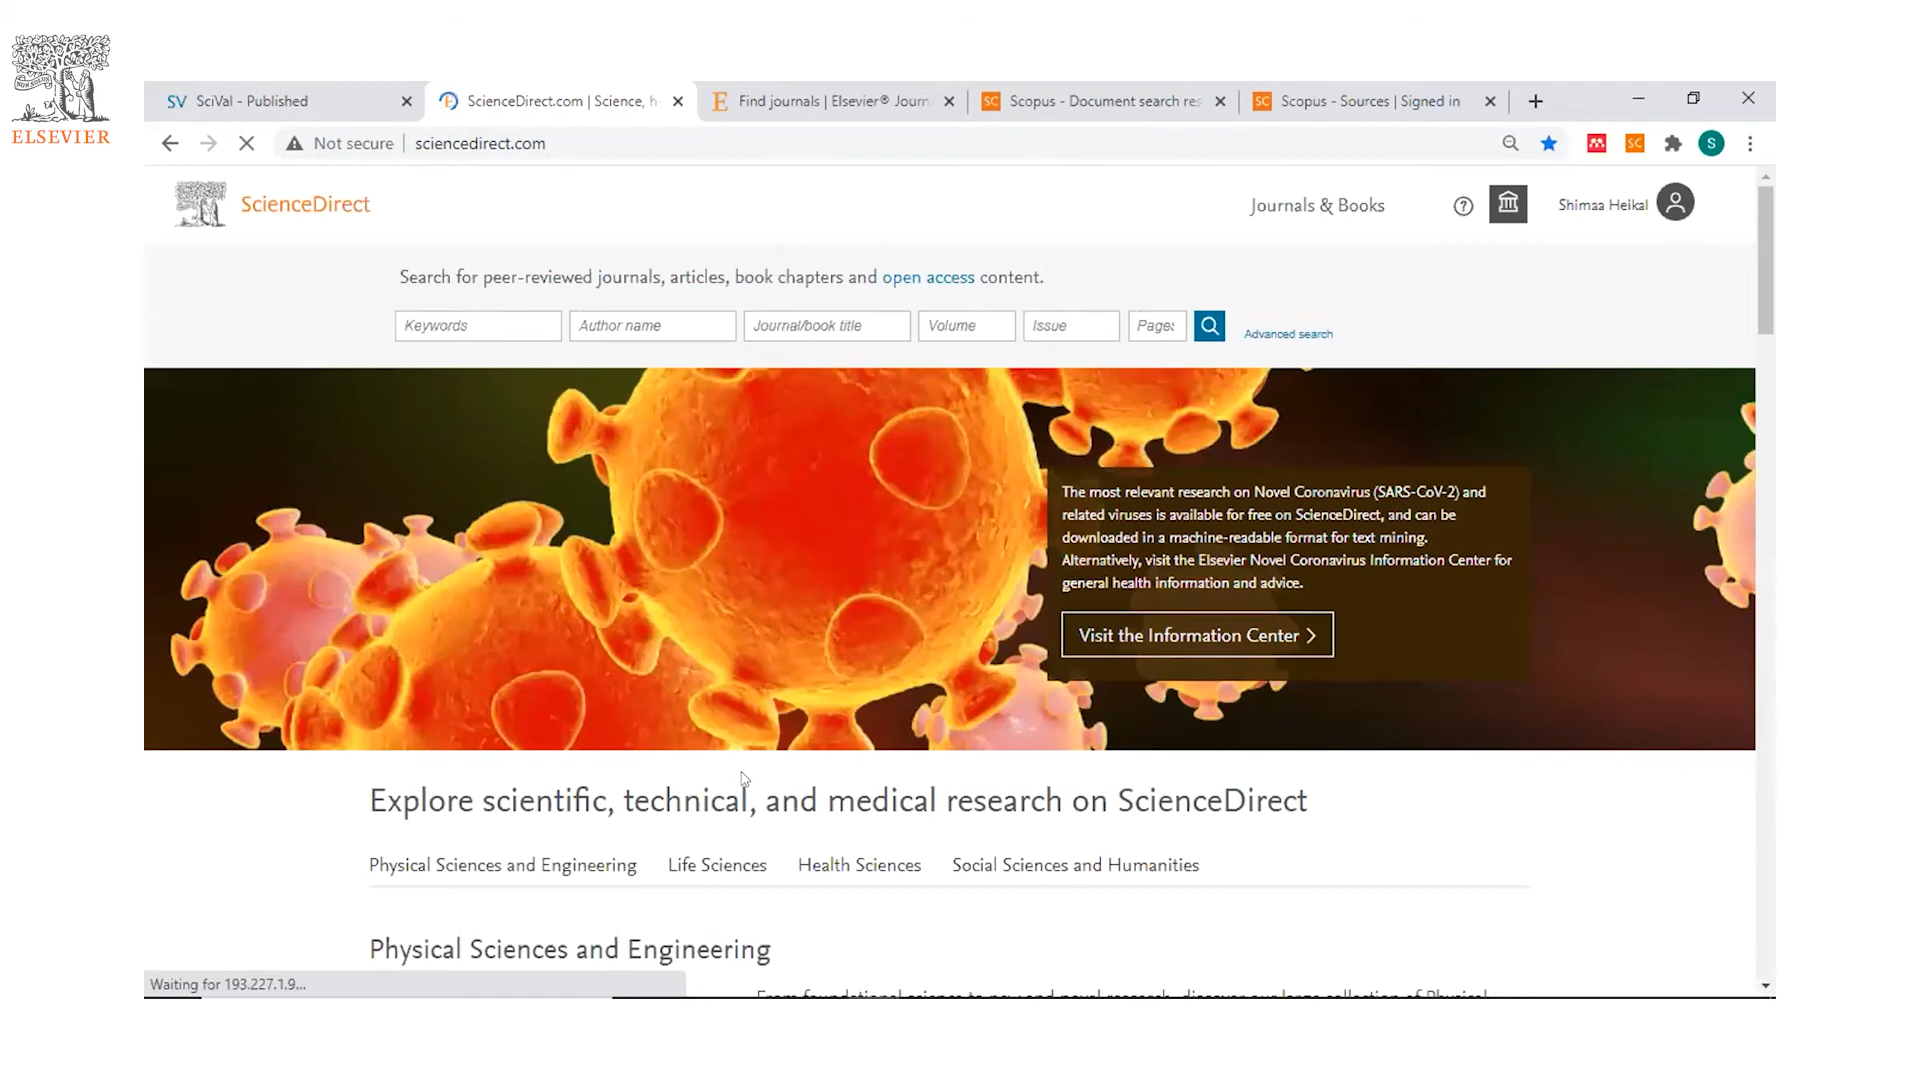 ELSEVIER
SV SciVal - Published
ScienceDirect.com | Science, h
Find journals | Elsevier® Journ
SC Scopus - Document search res
SC Scopus - Sources | Signed in
Not secure | sciencedirect.com
SC
S
ScienceDirect
Journals & Books
?
Shimaa Heikal
Search for peer-reviewed journals, articles, book chapters and open access content.
Keywords
Author name
Journal/book title
Volume
Issue
Page
Advanced search
The most relevant research on Novel Coronavirus (SARS-CoV-2) and
related viruses is available for free on ScienceDirect, and can be
downloaded in a machine-readable format for text mining.
Alternatively, visit the Elsevier Novel Coronavirus Information Center for
general health information and advice.
Visit the Information Center >
Explore scientific, technical, and medical research on ScienceDirect
Physical Sciences and Engineering
Life Sciences
Health Sciences
Social Sciences and Humanities
Physical Sciences and Engineering
Waiting for 193.227.1.9...